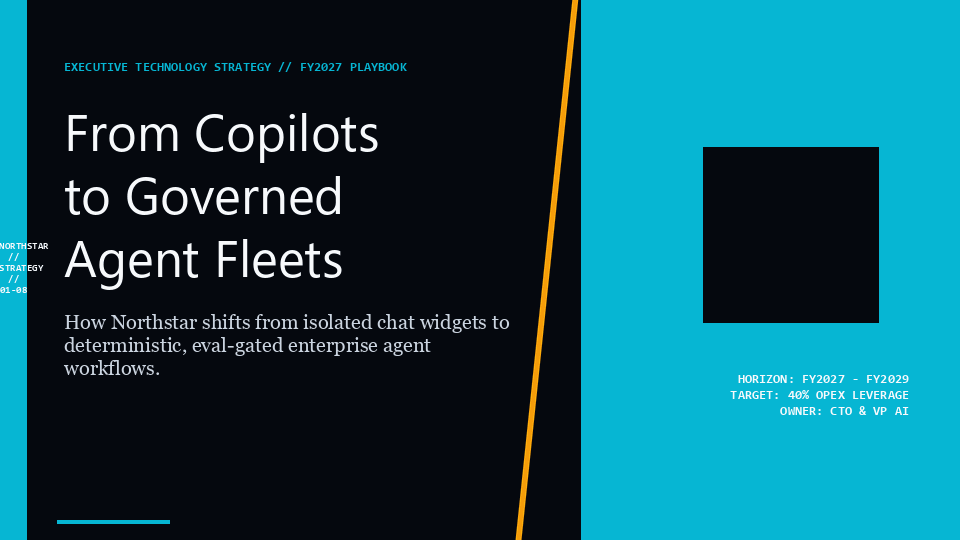 EXECUTIVE TECHNOLOGY STRATEGY // FY2027 PLAYBOOK
From Copilots
to Governed
Agent Fleets
NORTHSTAR
//
STRATEGY
//
01-08
How Northstar shifts from isolated chat widgets to
deterministic, eval-gated enterprise agent
workflows.
HORIZON: FY2027 - FY2029
TARGET: 40% OPEX LEVERAGE
OWNER: CTO & VP AI